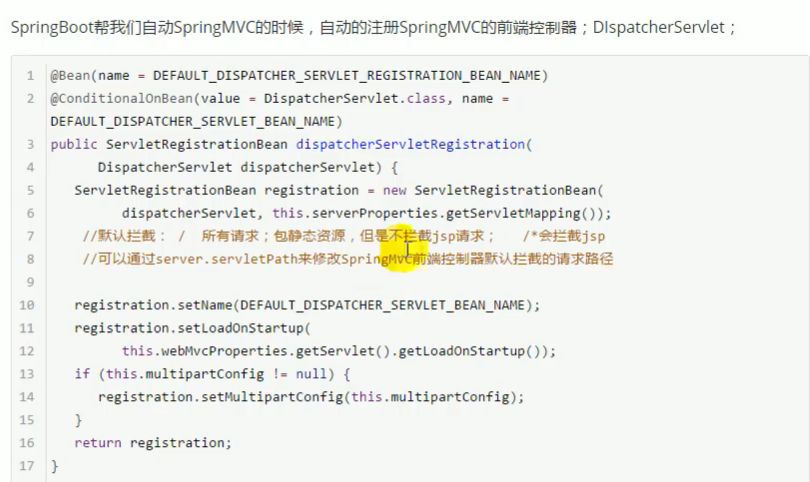 SpringBoot帮我们自动SpringMVC的时候，自动的注册SpringMVC的前端控制器；DIspatcherServlet；
1 @Bean(name = DEFAULT_DISPATCHER_SERVLET_REGISTRATION_BEAN_NAME)
2 @ConditionalOnBean(value = DispatcherServlet.class, name =
DEFAULT_DISPATCHER_SERVLET_BEAN_NAME)
3 public ServletRegistrationBean dispatcherServletRegistration(
4 DispatcherServlet dispatcherServlet) {
5 ServletRegistrationBean registration = new ServletRegistrationBean(
6 dispatcherServlet, this.serverProperties.getServletMapping());
7 //默认拦截： / 所有请求；包静态资源，但是不拦截jsp请求； /*会拦截jsp
8 //可以通过server.servletPath来修改SpringMVC前端控制器默认拦截的请求路径
9
10 registration.setName(DEFAULT_DISPATCHER_SERVLET_BEAN_NAME);
11 registration.setLoadOnStartup(
12 this.webMvcProperties.getServlet().getLoadOnStartup());
13 if (this.multipartConfig != null) {
14 registration.setMultipartConfig(this.multipartConfig);
15 }
16 return registration;
17 }